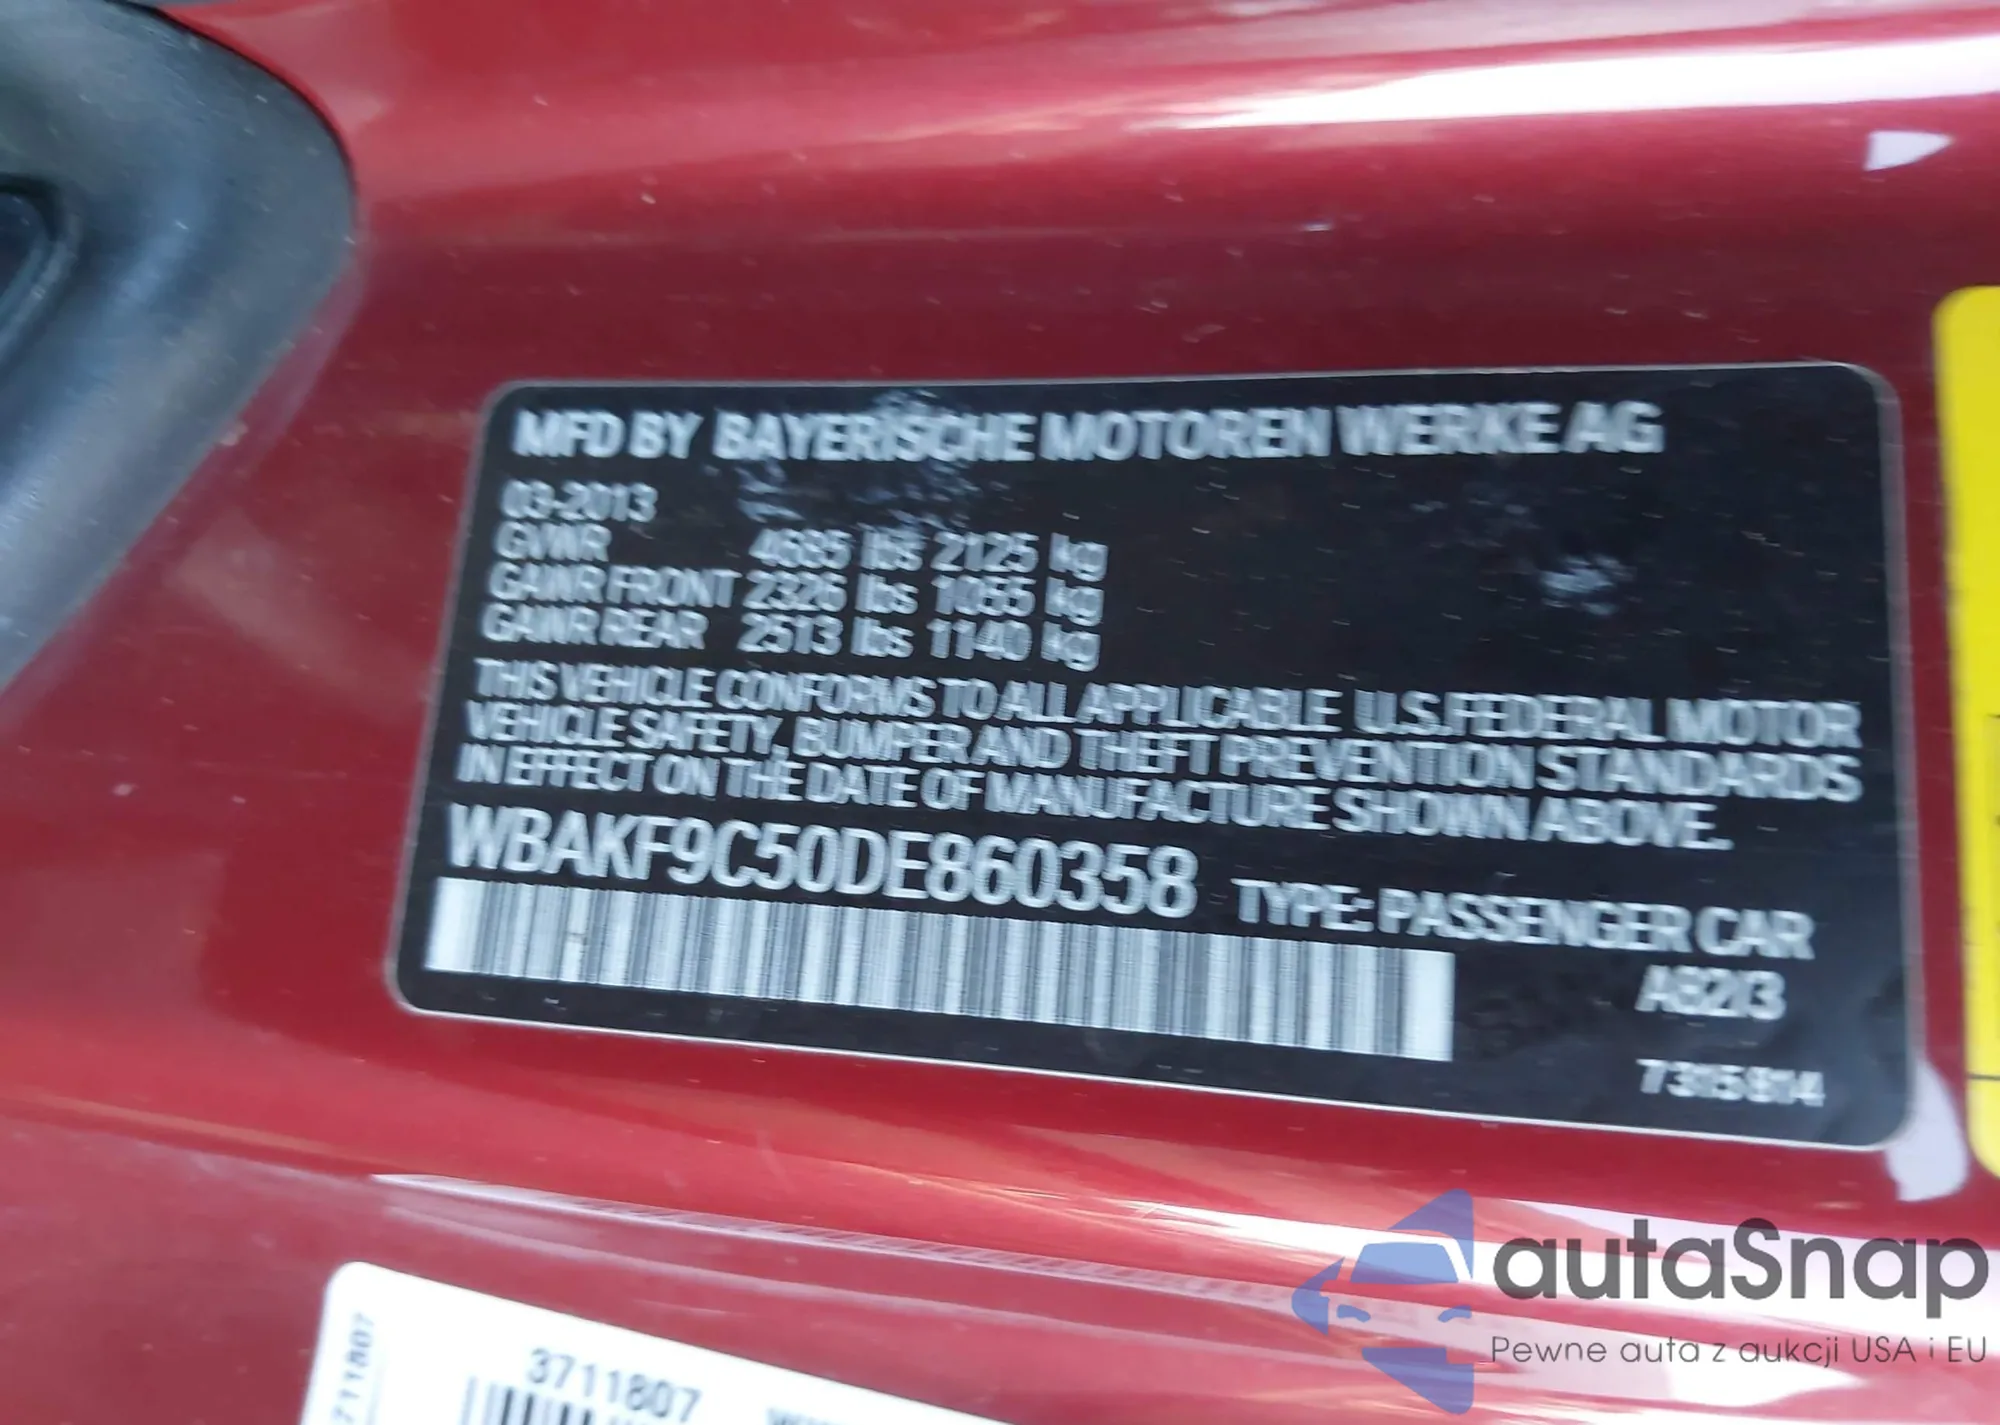 MFD BY BAYERISCHE MOTOREN WERKE AG
03-2013
GVWR 4685 lbs 2125 kg
GAWR FRONT 2326 lbs 1055 kg
GAWR REAR 2513 lbs 1140 kg
THIS VEHICLE CONFORMS TO ALL APPLICABLE U.S. FEDERAL MOTOR
VEHICLE SAFETY, BUMPER AND THEFT PREVENTION STANDARDS
IN EFFECT ON THE DATE OF MANUFACTURE SHOWN ABOVE.
WBAKF9C50DE860358 TYPE: PASSENGER CAR
A82/3
7315814
3711807
autaSnap
Pewne auta z aukcji USA i EU